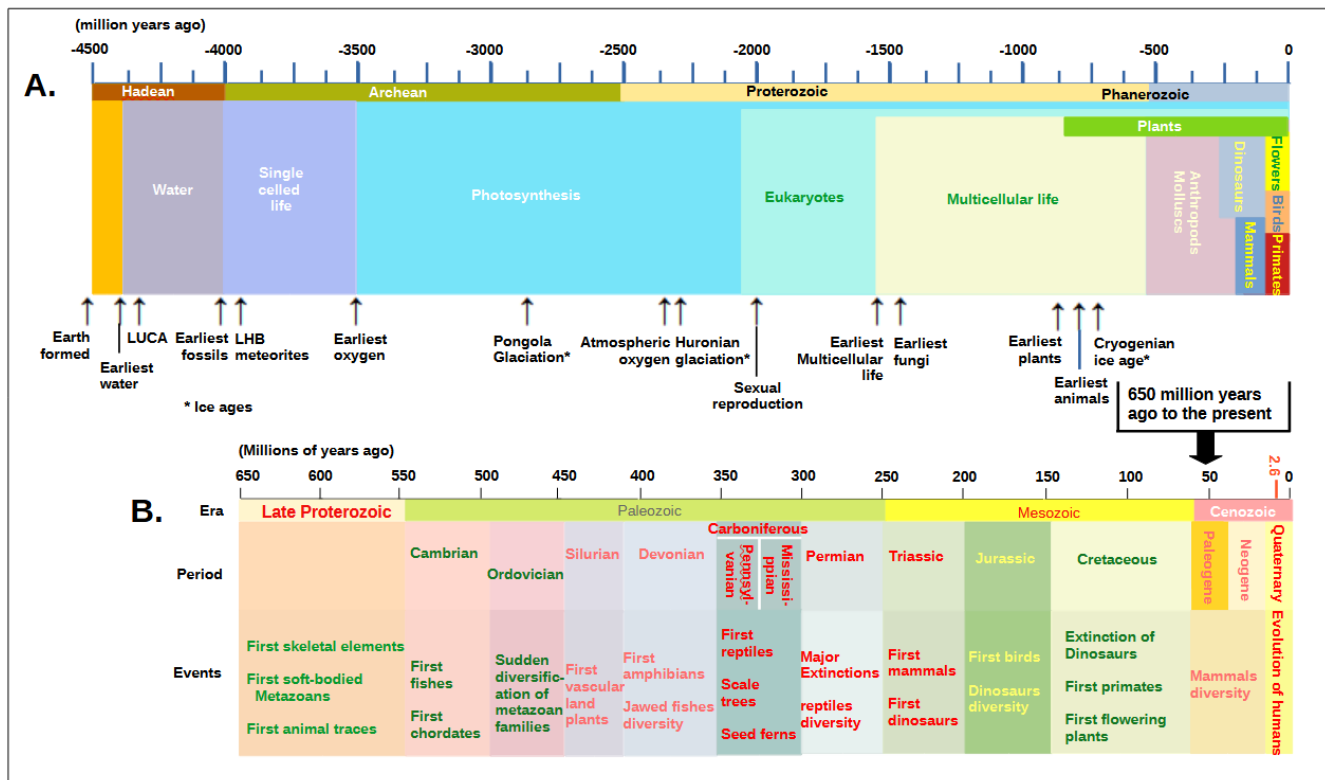 (million years ago)
-4500 -4000 -3500 -3000 -2500 -2000 -1500 -1000 -500 0
A.
Hadean Archean Proterozoic Phanerozoic
Plants
Water
Single
celled
life
Photosynthesis
Eukaryotes
Multicellular life
Anthropods
Molluscs
Dinosaurs
Mammals
Flowers
Birds
Primates
Earth
formed
Earliest
water
LUCA
Earliest
fossils
LHB
meteorites
Earliest
oxygen
Pongola
Glaciation*
Atmospheric
oxygen
Huronian
glaciation*
Sexual
reproduction
Earliest
Multicellular
life
Earliest
fungi
Earliest
plants
Earliest
animals
Cryogenian
ice age*
* Ice ages
650 million years
ago to the present
(Millions of years ago)
650 600 550 500 450 400 350 300 250 200 150 100 50 2.6 0
B.
Era
Late Proterozoic Paleozoic Mesozoic Cenozoic
Period
Cambrian
Ordovician
Silurian
Devonian
Carboniferous
Pennsyl-
vanian
Mississi-
ppian
Permian
Triassic
Jurassic
Cretaceous
Paleogene
Neogene
Quaternary
Events
First skeletal elements
First soft-bodied
Metazoans
First animal traces
First
fishes
First
chordates
Sudden
diversific-
ation of
metazoan
families
First
vascular
land
plants
First
amphibians
Jawed fishes
diversity
First
reptiles
Scale
trees
Seed ferns
Major
Extinctions
reptiles
diversity
First
mammals
First
dinosaurs
First birds
Dinosaurs
diversity
Extinction of
Dinosaurs
First primates
First flowering
plants
Mammals
diversity
Evolution of humans